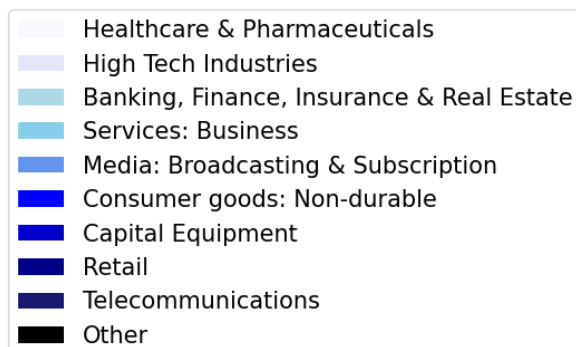 Healthcare & Pharmaceuticals
High Tech Industries
Banking, Finance, Insurance & Real Estate
Services: Business
Media: Broadcasting & Subscription
Consumer goods: Non-durable
Capital Equipment
Retail
Telecommunications
Other